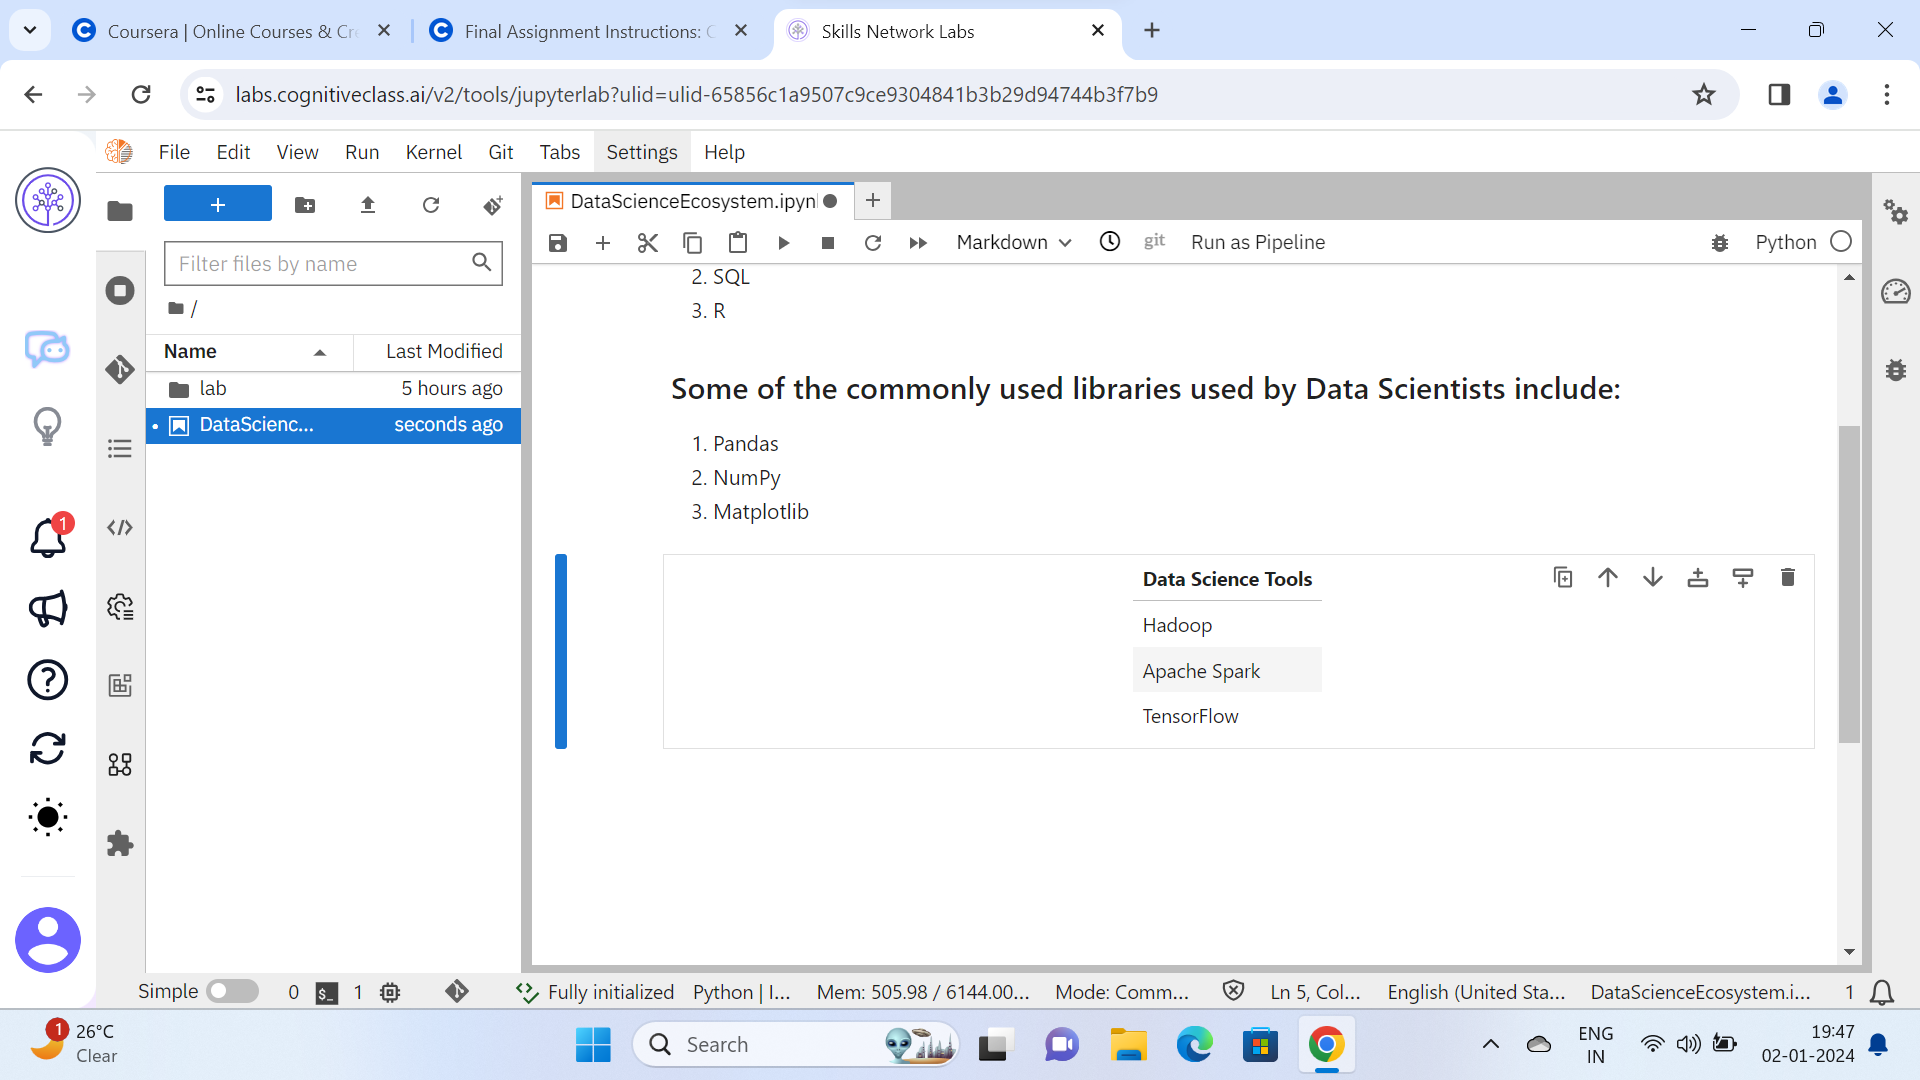 Coursera | Online Courses & Cre
Final Assignment Instructions: C
Skills Network Labs
labs.cognitiveclass.ai/v2/tools/jupyterlab?ulid=ulid-65856c1a9507c9ce9304841b3b29d94744b3f7b9
File Edit View Run Kernel Git Tabs Settings Help
DataScienceEcosystem.ipynl
Markdown
git
Run as Pipeline
Python
Filter files by name
/
Name
Last Modified
lab
5 hours ago
DataScienc...
seconds ago
1
2. SQL
3. R
Some of the commonly used libraries used by Data Scientists include:
1. Pandas
2. NumPy
3. Matplotlib
Data Science Tools
Hadoop
Apache Spark
TensorFlow
Simple 0 $_ 1 Fully initialized Python | I... Mem: 505.98 / 6144.00... Mode: Comm... Ln 5, Col... English (United Sta... DataScienceEcosystem.i... 1
1
26°C
Clear
Search
ENG
IN
19:47
02-01-2024